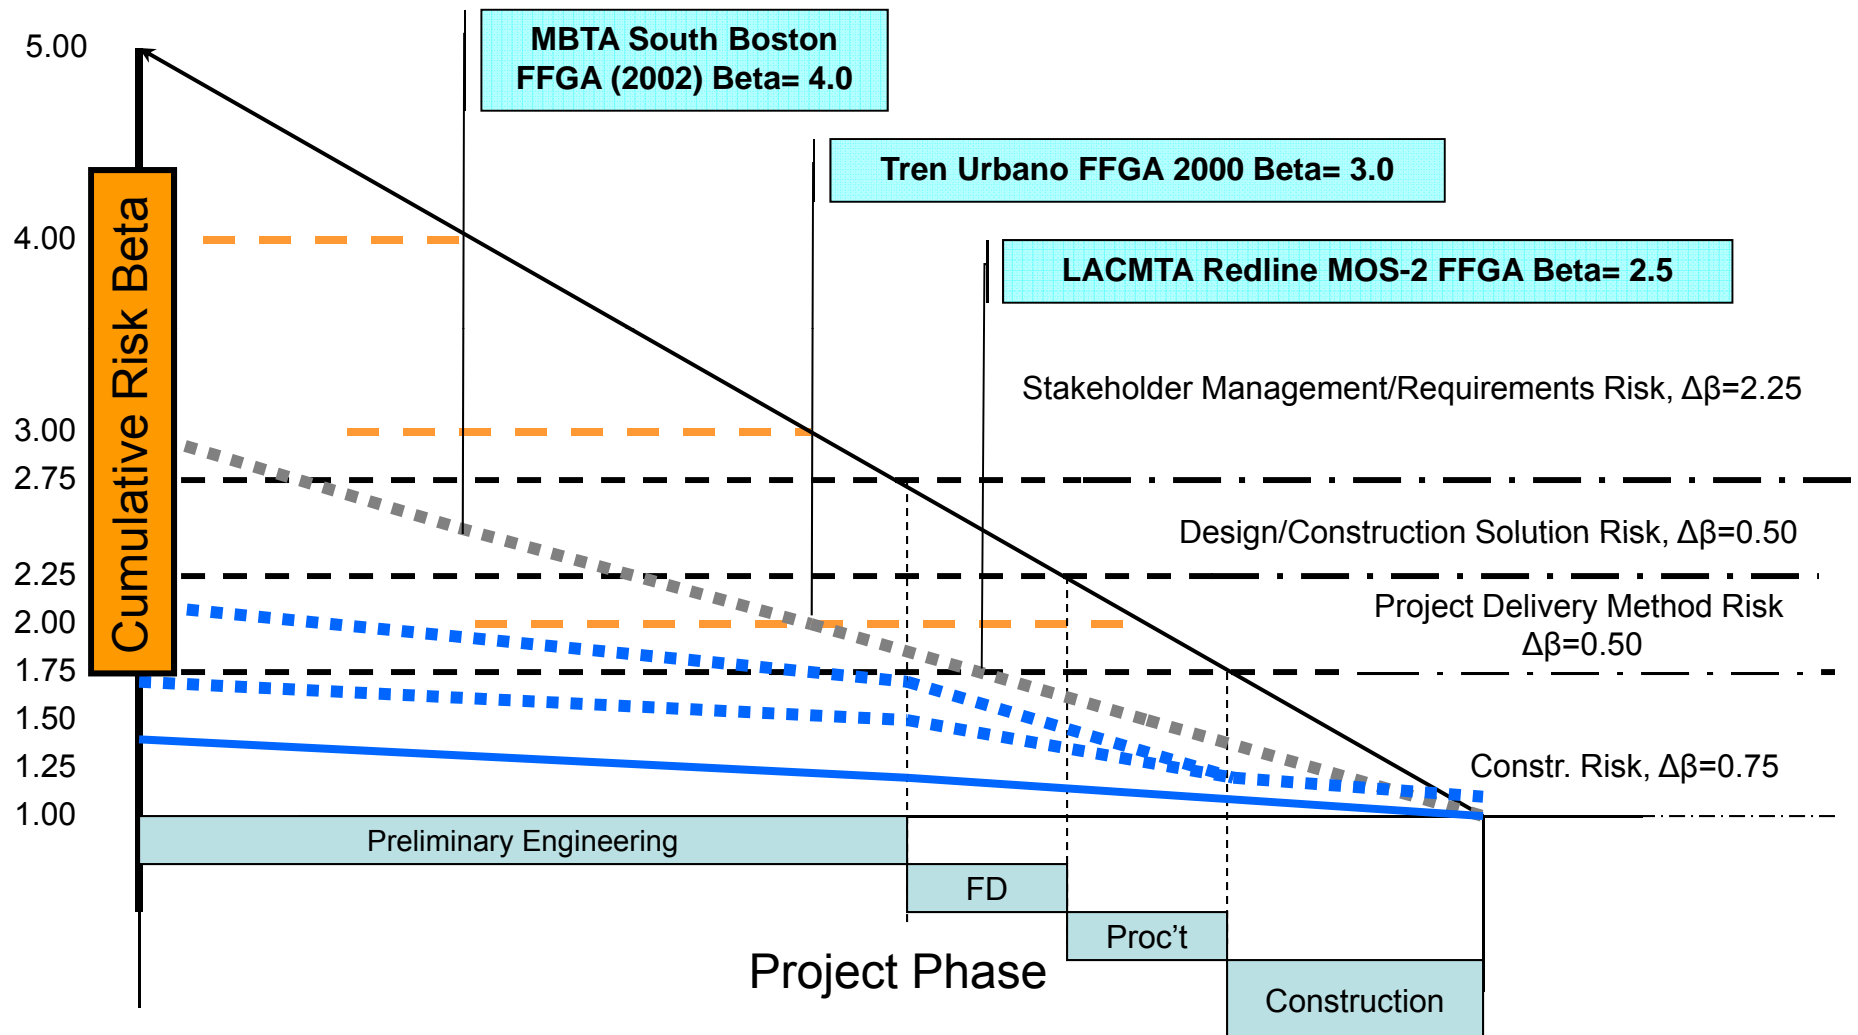 5.00
MBTA South Boston
FFGA (2002) Beta= 4.0
Tren Urbano FFGA 2000 Beta= 3.0
4.00
LACMTA Redline MOS-2 FFGA Beta= 2.5
Cumulative Risk Beta
Stakeholder Management/Requirements Risk, Δβ=2.25
3.00
2.75
Design/Construction Solution Risk, Δβ=0.50
2.25
Project Delivery Method Risk
Δβ=0.50
2.00
1.75
1.50
1.25
Constr. Risk, Δβ=0.75
1.00
Preliminary Engineering
FD
Proc't
Project Phase
Construction